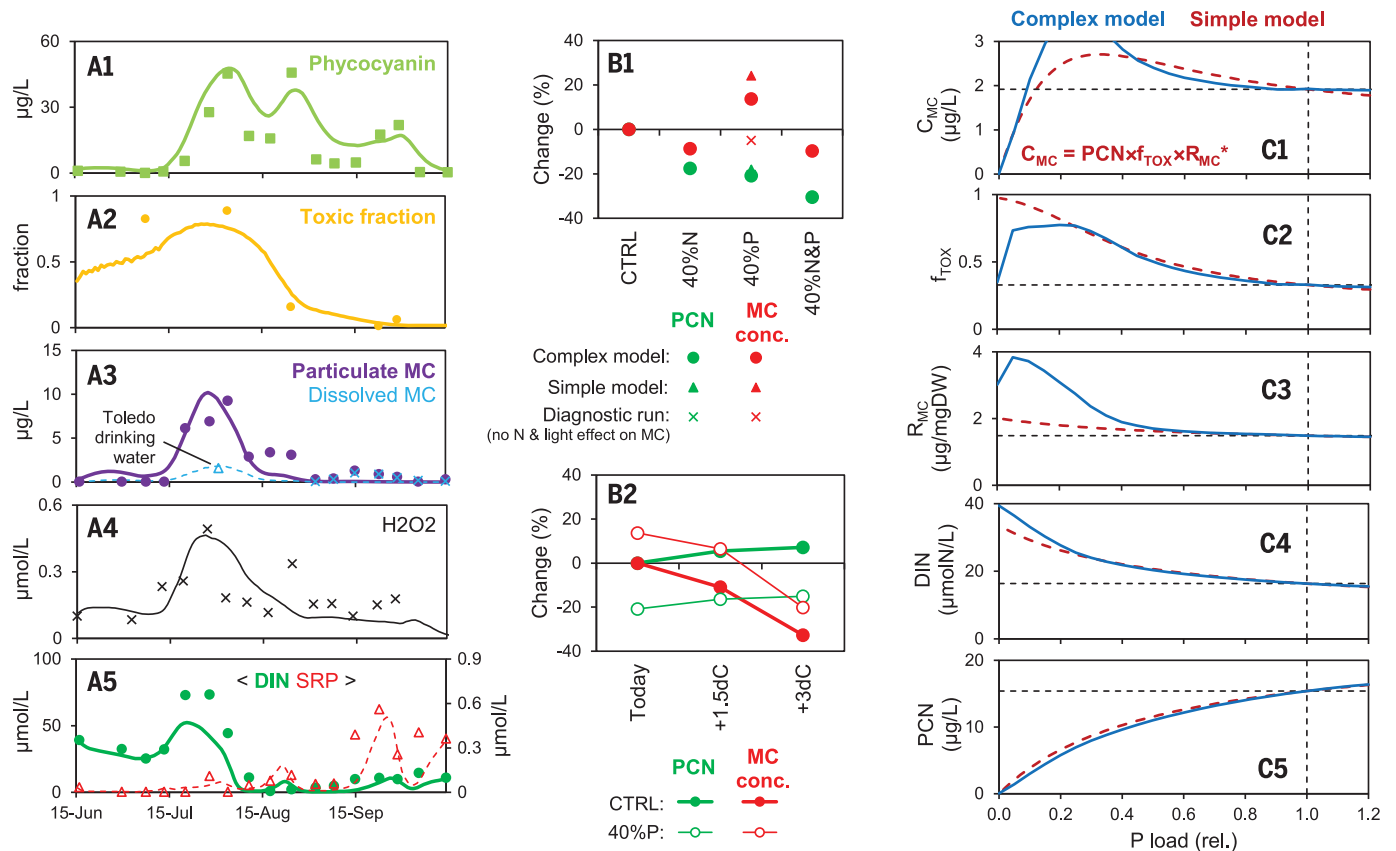 A1
Phycocyanin
µg/L
60
30
0
A2
Toxic fraction
fraction
1
0.5
0
A3
Particulate MC
Dissolved MC
Toledo
drinking
water
µg/L
15
10
5
0
A4
H2O2
µmol/L
0.6
0.3
0
A5
< DIN SRP >
µmol/L
100
50
0
0.9
0.6
0.3
0
µmol/L
15-Jun
15-Jul
15-Aug
15-Sep
B1
Change (%)
40
20
0
-20
-40
CTRL
40%N
40%P
40%N&P
PCN
MC
conc.
Complex model:
Simple model:
Diagnostic run:
(no N & light effect on MC)
B2
Change (%)
40
20
0
-20
-40
Today
+1.5dC
+3dC
PCN
MC
conc.
CTRL:
40%P:
Complex model
Simple model
C1
C_MC = PCN×f_TOX×R_MC*
C_MC
(µg/L)
3
2
1
0
C2
f_TOX
1
0.5
0
C3
R_MC
(µg/mgDW)
4
2
0
C4
DIN
(µmolN/L)
40
20
0
C5
PCN
(µg/L)
20
10
0
0.0
0.2
0.4
0.6
0.8
1.0
1.2
P load (rel.)